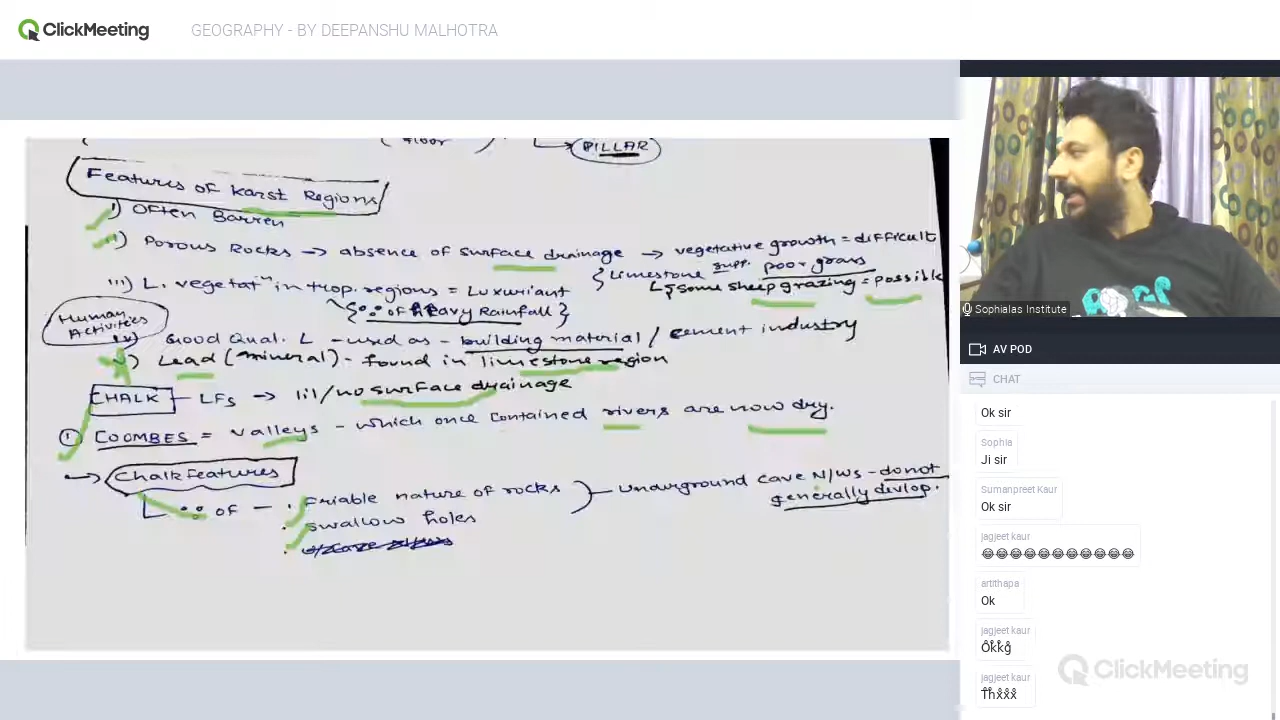 ClickMeeting
GEOGRAPHY - BY DEEPANSHU MALHOTRA
PILLAR
Features of Karst Regions
i) Often Barren
ii) Porous Rocks → absence of surface drainage → vegetative growth = difficult
{ Limestone supp. poor grass
some sheep grazing = possible
iii) L. vegetatⁿ in trop. regions = Luxuriant
{∵ of Heavy Rainfall}
Human Activities
iv) Good Qual. L - used as - building material / cement industry
v) Lead (mineral) - found in limestone region
CHALK - LFs → lil/no surface drainage
① COOMBES = valleys - which once contained rivers are now dry.
→ Chalk features
∵ of - · friable nature of rocks
· swallow holes
Underground cave N/Ws - do not
generally devlop.
Sophialas Institute
AV POD
CHAT
Ok sir
Sophia
Ji sir
Sumanpreet Kaur
Ok sir
jagjeet kaur
😂😂😂😂😂😂😂😂😂😂😂
artithapa
Ok
jagjeet kaur
jagjeet kaur
ClickMeeting